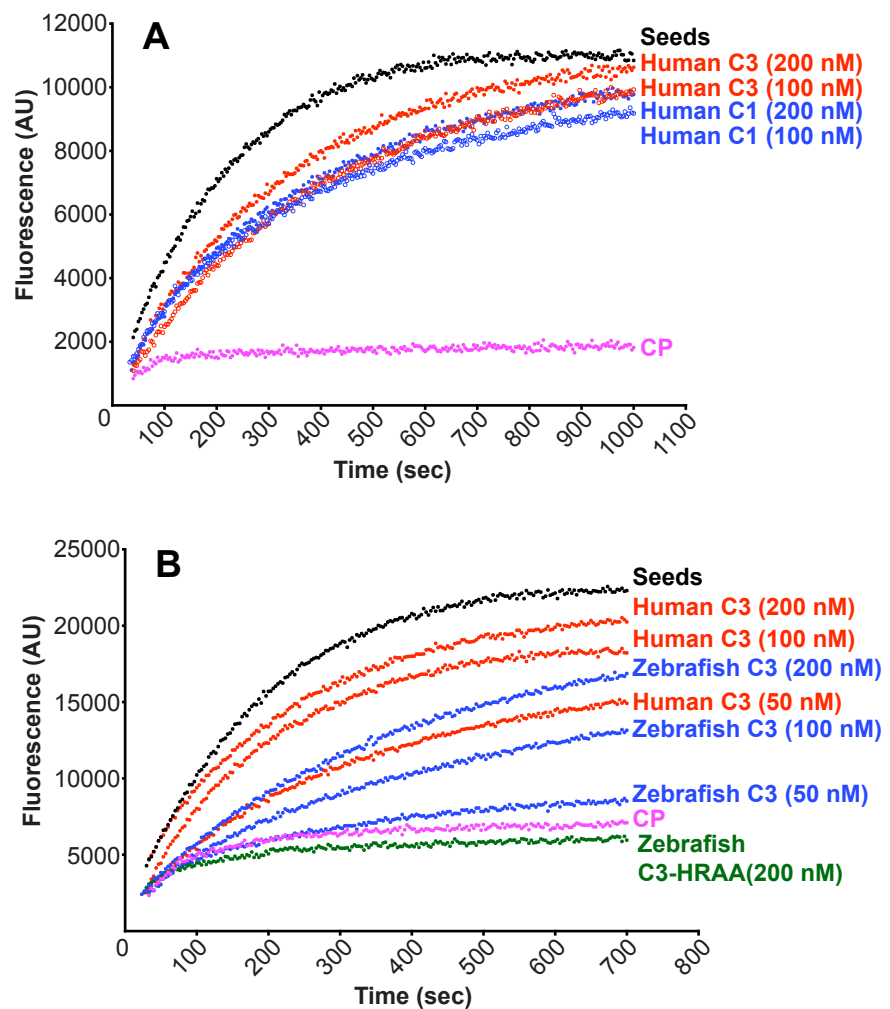 A
12000
10000
8000
6000
4000
2000
0
Fluorescence (AU)
100
200
300
400
500
600
700
800
900
1000
1100
Time (sec)
Seeds
Human C3 (200 nM)
Human C3 (100 nM)
Human C1 (200 nM)
Human C1 (100 nM)
CP
B
25000
20000
15000
10000
5000
0
Fluorescence (AU)
100
200
300
400
500
600
700
800
Time (sec)
Seeds
Human C3 (200 nM)
Human C3 (100 nM)
Zebrafish C3 (200 nM)
Human C3 (50 nM)
Zebrafish C3 (100 nM)
Zebrafish C3 (50 nM)
CP
Zebrafish
C3-HRAA(200 nM)